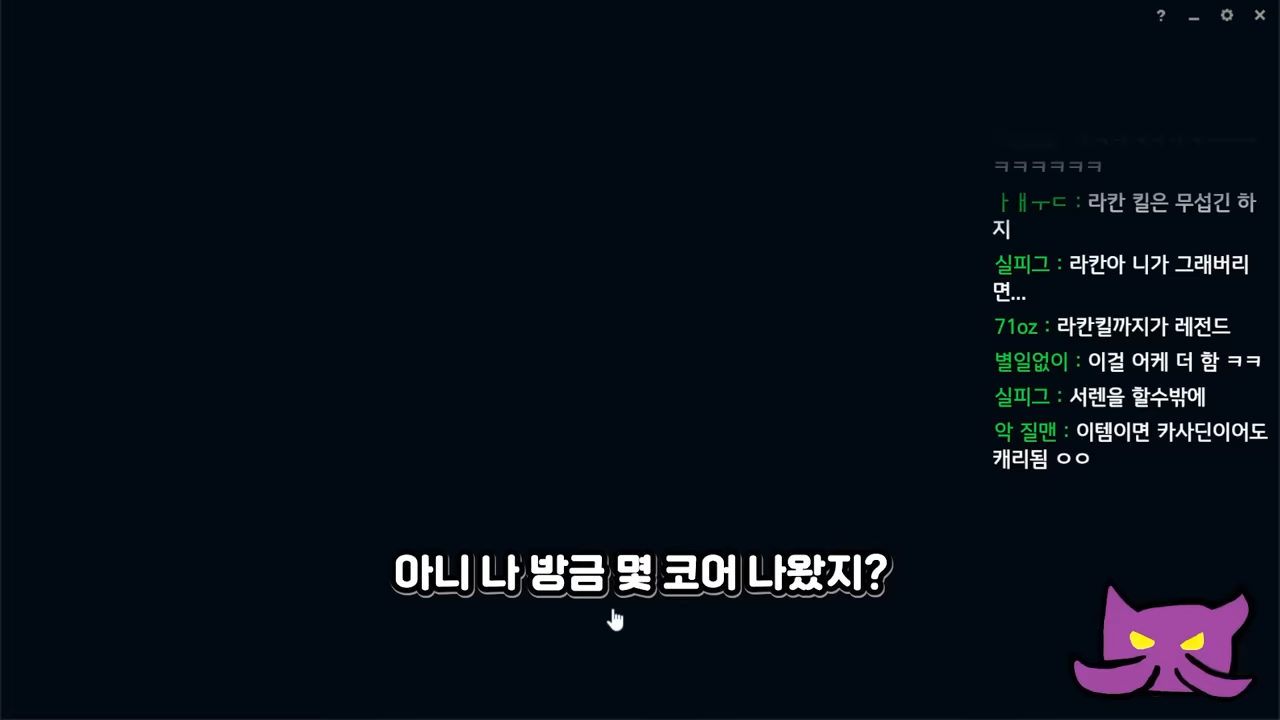 ㅋㅋㅋㅋㅋㅋ
ㅏㅐㅜㄷ : 라칸 킬은 무섭긴 하
지
실피그 : 라칸아 니가 그래버리
면...
71oz : 라칸킬까지가 레전드
별일없이 : 이걸 어케 더 함 ㅋㅋ
실피그 : 서렌을 할수밖에
악 질맨 : 이템이면 카사딘이어도
캐리됨 ㅇㅇ
아니 나 방금 몇 코어 나왔지?